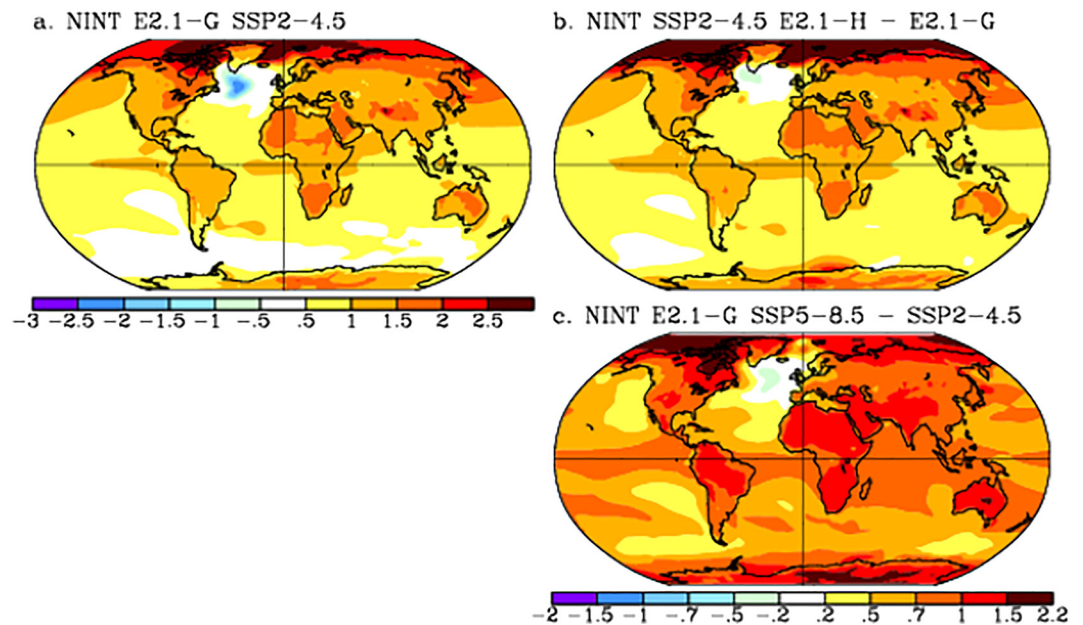 a. NINT E2.1-G SSP2-4.5
b. NINT SSP2-4.5 E2.1-H - E2.1-G
-3 -2.5 -2 -1.5 -1 -.5 .5 1 1.5 2 2.5
c. NINT E2.1-G SSP5-8.5 - SSP2-4.5
-2 -1.5 -1 -.7 -.5 -.2 .2 .5 .7 1 1.5 2.2